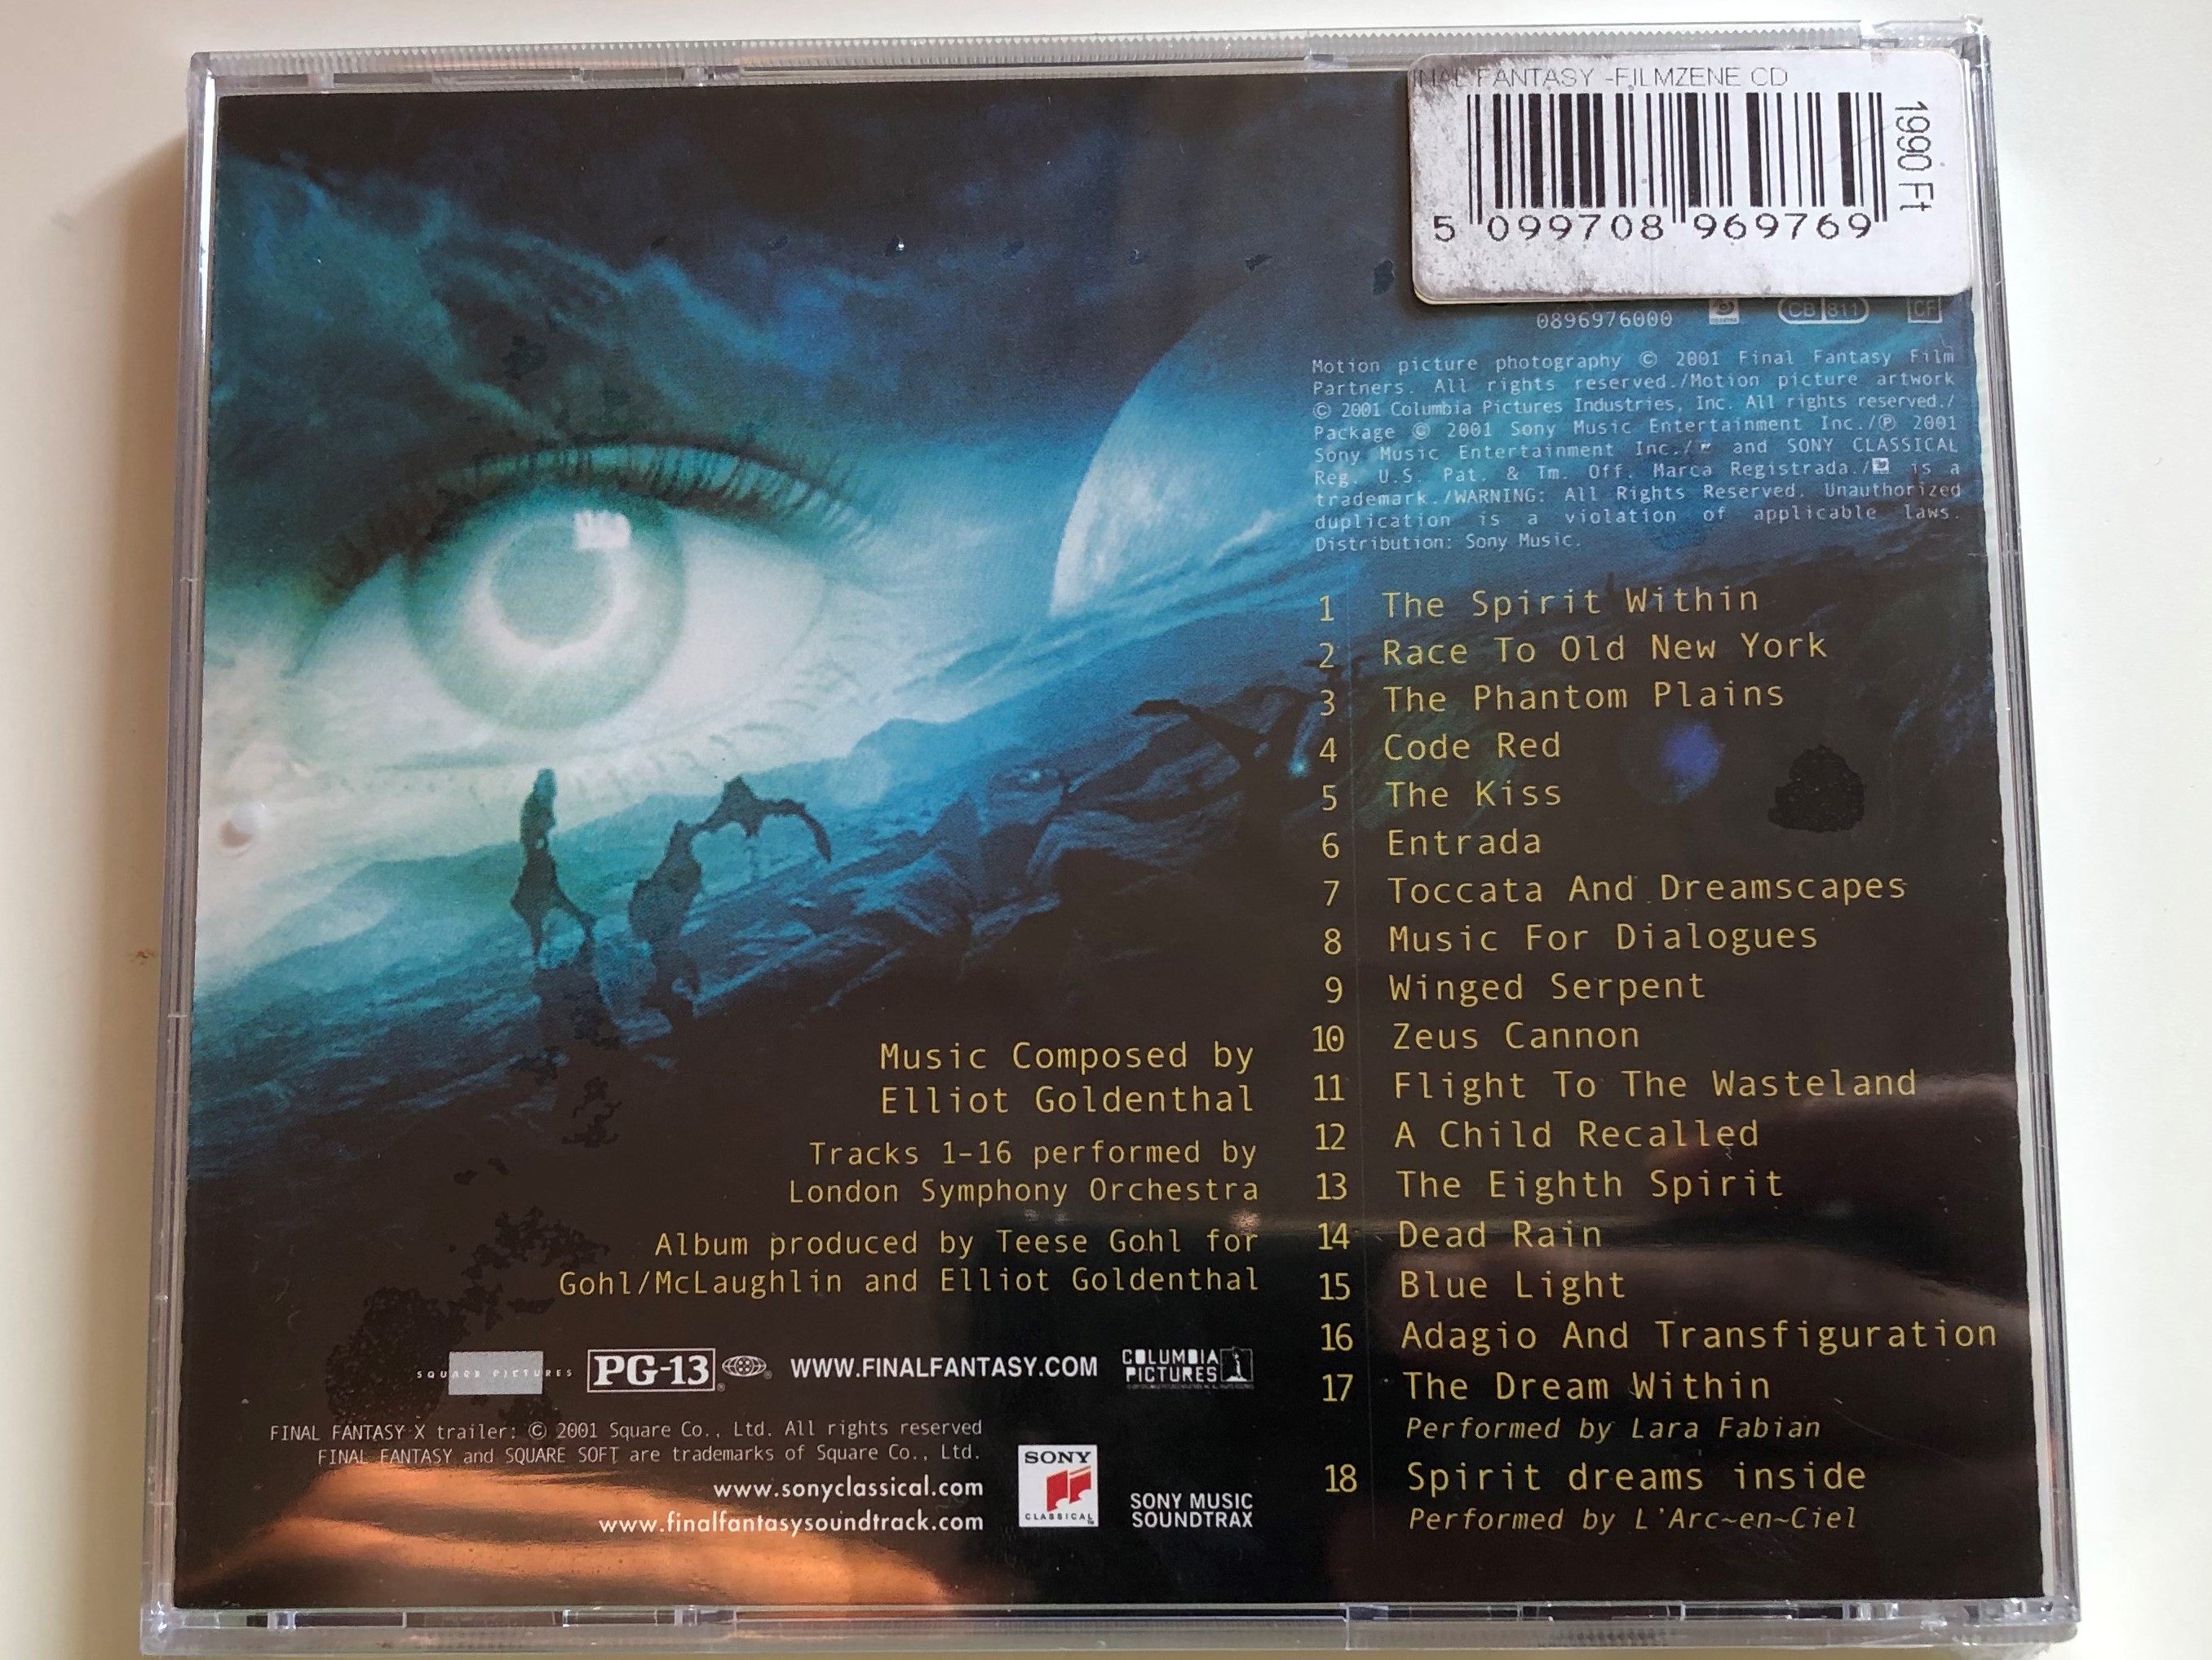 INAL FANTASY -FILMZENE CD
1990 Ft
5 099708 969769
0896976000
CB 811
CF
Motion picture photography © 2001 Final Fantasy Film
Partners. All rights reserved./Motion picture artwork
© 2001 Columbia Pictures Industries, Inc. All rights reserved./
Package © 2001 Sony Music Entertainment Inc./℗ 2001
Sony Music Entertainment Inc./ and SONY CLASSICAL
Reg. U.S. Pat. & Tm. Off. Marca Registrada./ is a
trademark./WARNING: All Rights Reserved. Unauthorized
duplication is a violation of applicable laws.
Distribution: Sony Music.
1 The Spirit Within
2 Race To Old New York
3 The Phantom Plains
4 Code Red
5 The Kiss
6 Entrada
7 Toccata And Dreamscapes
8 Music For Dialogues
9 Winged Serpent
10 Zeus Cannon
11 Flight To The Wasteland
12 A Child Recalled
13 The Eighth Spirit
14 Dead Rain
15 Blue Light
16 Adagio And Transfiguration
17 The Dream Within
Performed by Lara Fabian
18 Spirit dreams inside
Performed by L'Arc~en~Ciel
Music Composed by
Elliot Goldenthal
Tracks 1-16 performed by
London Symphony Orchestra
Album produced by Teese Gohl for
Gohl/McLaughlin and Elliot Goldenthal
SQUARE PICTURES
PG-13 ®
WWW.FINALFANTASY.COM
COLUMBIA
PICTURES
FINAL FANTASY X trailer: © 2001 Square Co., Ltd. All rights reserved
FINAL FANTASY and SQUARE SOFT are trademarks of Square Co., Ltd.
www.sonyclassical.com
www.finalfantasysoundtrack.com
SONY
CLASSICAL™
SONY MUSIC
SOUNDTRAX